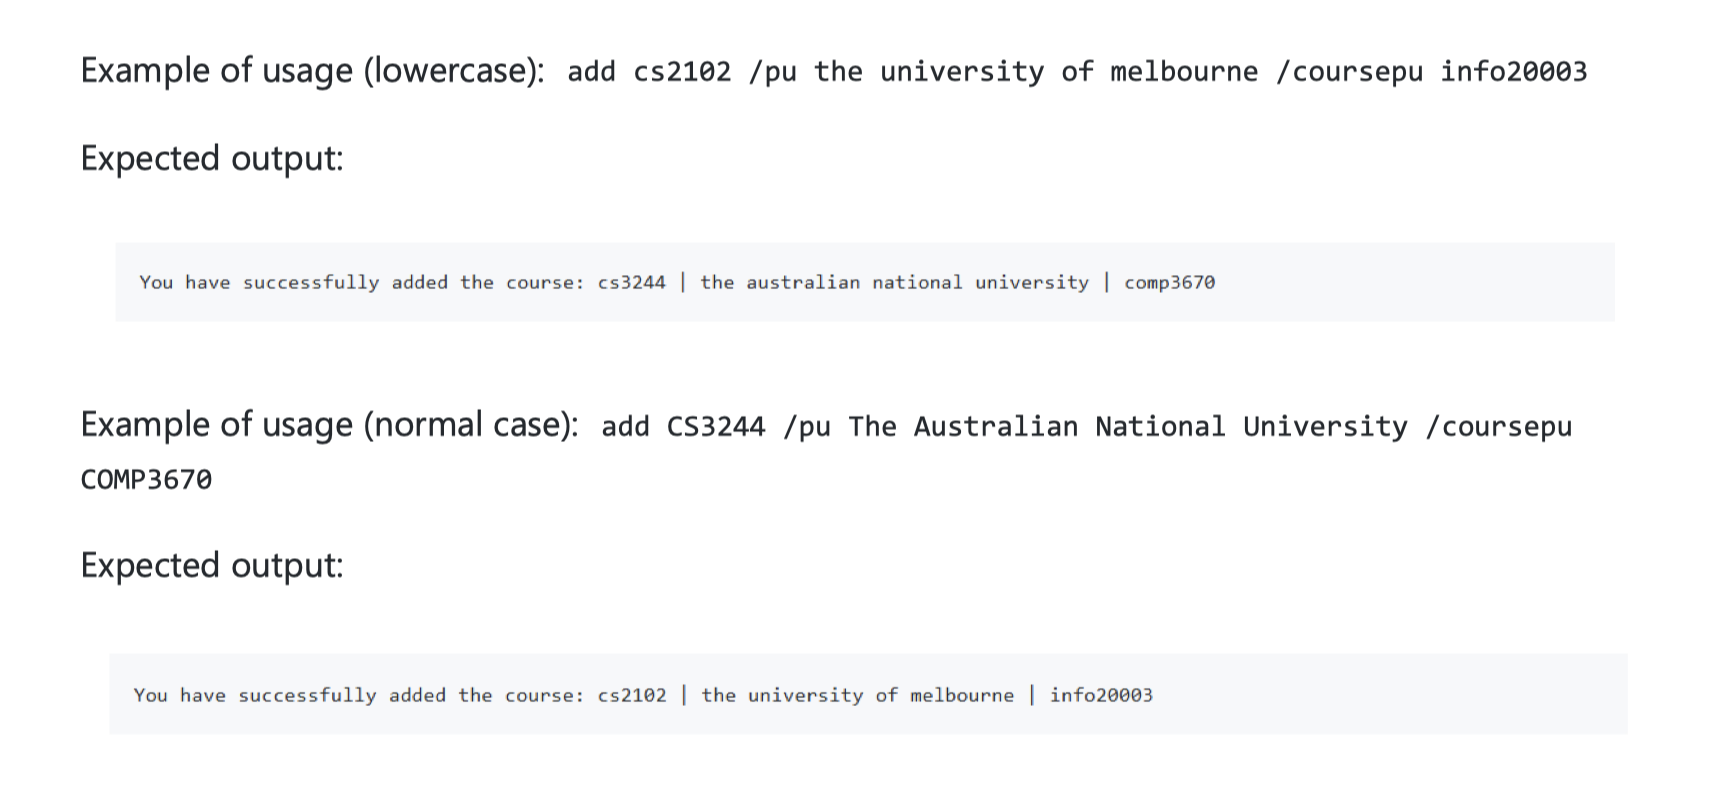 Example of usage (lowercase): add cs2102 /pu the university of melbourne /coursepu info20003
Expected output:
You have successfully added the course: cs3244 | the australian national university | comp3670
Example of usage (normal case): add CS3244 /pu The Australian National University /coursepu
COMP3670
Expected output:
You have successfully added the course: cs2102 | the university of melbourne | info20003